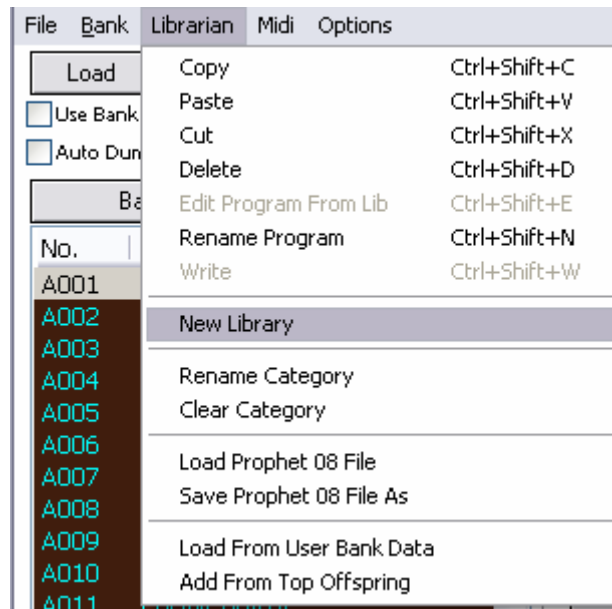 File Bank Librarian Midi Options
Load
Copy Ctrl+Shift+C
Use Bank
Paste Ctrl+Shift+V
Cut Ctrl+Shift+X
Auto Dun
Delete Ctrl+Shift+D
Ba
Edit Program From Lib Ctrl+Shift+E
No.
Rename Program Ctrl+Shift+N
Write Ctrl+Shift+W
A001
A002
New Library
A003
A004
Rename Category
A005
Clear Category
A006
A007
Load Prophet 08 File
A008
Save Prophet 08 File As
A009
Load From User Bank Data
A010
Add From Top Offspring
A011